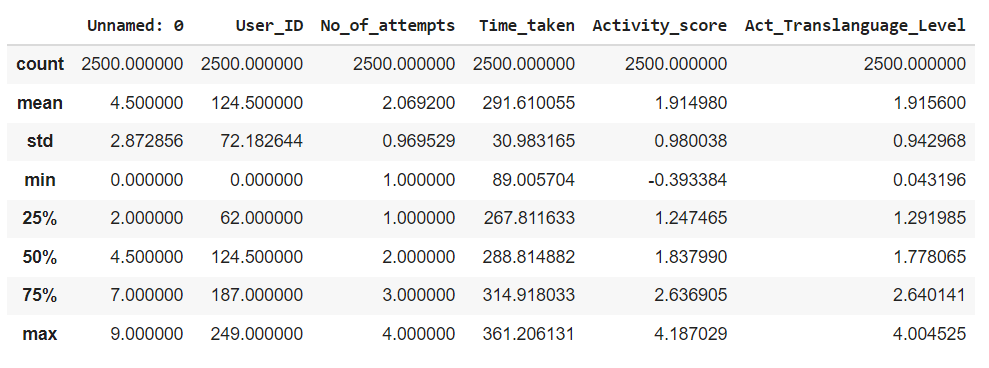 Unnamed: 0 User_ID No_of_attempts Time_taken Activity_score Act_Translanguage_Level
count 2500.000000 2500.000000 2500.000000 2500.000000 2500.000000 2500.000000
mean 4.500000 124.500000 2.069200 291.610055 1.914980 1.915600
std 2.872856 72.182644 0.969529 30.983165 0.980038 0.942968
min 0.000000 0.000000 1.000000 89.005704 -0.393384 0.043196
25% 2.000000 62.000000 1.000000 267.811633 1.247465 1.291985
50% 4.500000 124.500000 2.000000 288.814882 1.837990 1.778065
75% 7.000000 187.000000 3.000000 314.918033 2.636905 2.640141
max 9.000000 249.000000 4.000000 361.206131 4.187029 4.004525